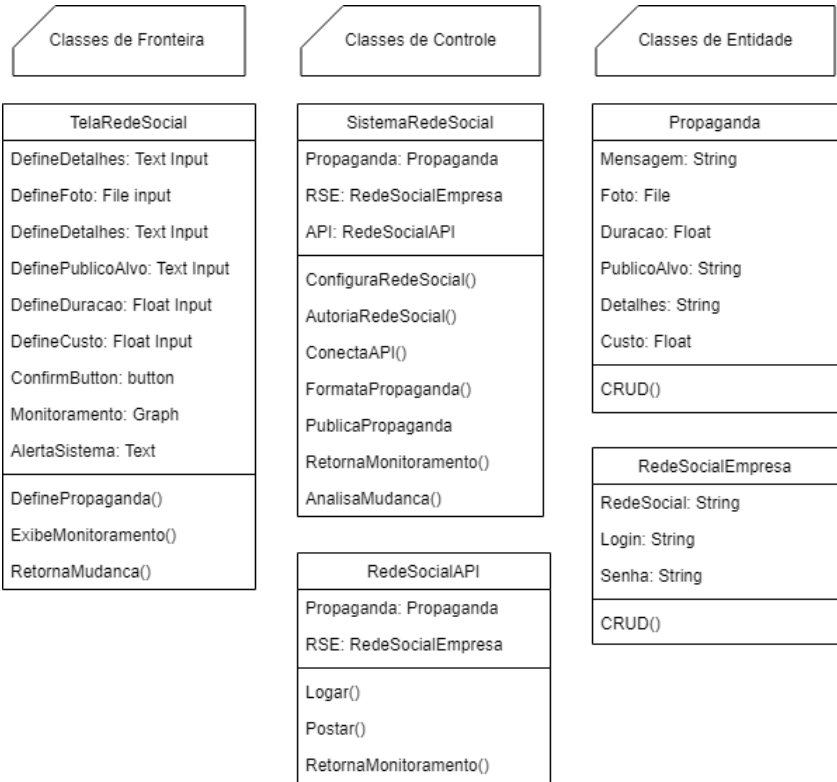 Classes de Fronteira
Classes de Controle
Classes de Entidade
TelaRedeSocial
DefineDetalhes: Text Input
DefineFoto: File input
DefineDetalhes: Text Input
DefinePublicoAlvo: Text Input
DefineDuracao: Float Input
DefineCusto: Float Input
ConfirmButton: button
Monitoramento: Graph
AlertaSistema: Text
DefinePropaganda()
ExibeMonitoramento()
RetornaMudanca()
SistemaRedeSocial
Propaganda: Propaganda
RSE: RedeSocialEmpresa
API: RedeSocialAPI
ConfiguraRedeSocial()
AutoriaRedeSocial()
ConectaAPI()
FormataPropaganda()
PublicaPropaganda
RetornaMonitoramento()
AnalisaMudanca()
RedeSocialAPI
Propaganda: Propaganda
RSE: RedeSocialEmpresa
Logar()
Postar()
RetornaMonitoramento()
Propaganda
Mensagem: String
Foto: File
Duracao: Float
PublicoAlvo: String
Detalhes: String
Custo: Float
CRUD()
RedeSocialEmpresa
RedeSocial: String
Login: String
Senha: String
CRUD()